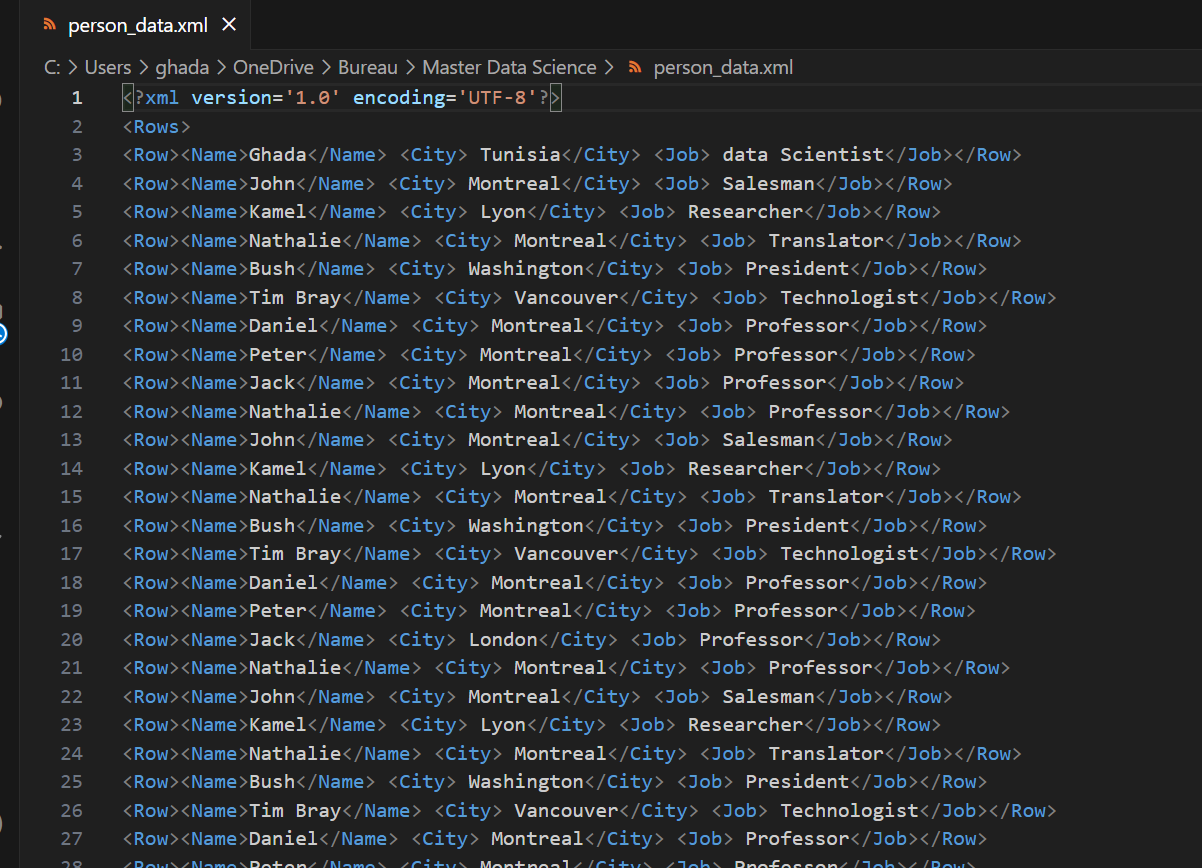 person_data.xml
C: > Users > ghada > OneDrive > Bureau > Master Data Science > person_data.xml
1 <?xml version='1.0' encoding='UTF-8'?>
2 <Rows>
3 <Row><Name>Ghada</Name> <City> Tunisia</City> <Job> data Scientist</Job></Row>
4 <Row><Name>John</Name> <City> Montreal</City> <Job> Salesman</Job></Row>
5 <Row><Name>Kamel</Name> <City> Lyon</City> <Job> Researcher</Job></Row>
6 <Row><Name>Nathalie</Name> <City> Montreal</City> <Job> Translator</Job></Row>
7 <Row><Name>Bush</Name> <City> Washington</City> <Job> President</Job></Row>
8 <Row><Name>Tim Bray</Name> <City> Vancouver</City> <Job> Technologist</Job></Row>
9 <Row><Name>Daniel</Name> <City> Montreal</City> <Job> Professor</Job></Row>
10 <Row><Name>Peter</Name> <City> Montreal</City> <Job> Professor</Job></Row>
11 <Row><Name>Jack</Name> <City> Montreal</City> <Job> Professor</Job></Row>
12 <Row><Name>Nathalie</Name> <City> Montreal</City> <Job> Professor</Job></Row>
13 <Row><Name>John</Name> <City> Montreal</City> <Job> Salesman</Job></Row>
14 <Row><Name>Kamel</Name> <City> Lyon</City> <Job> Researcher</Job></Row>
15 <Row><Name>Nathalie</Name> <City> Montreal</City> <Job> Translator</Job></Row>
16 <Row><Name>Bush</Name> <City> Washington</City> <Job> President</Job></Row>
17 <Row><Name>Tim Bray</Name> <City> Vancouver</City> <Job> Technologist</Job></Row>
18 <Row><Name>Daniel</Name> <City> Montreal</City> <Job> Professor</Job></Row>
19 <Row><Name>Peter</Name> <City> Montreal</City> <Job> Professor</Job></Row>
20 <Row><Name>Jack</Name> <City> London</City> <Job> Professor</Job></Row>
21 <Row><Name>Nathalie</Name> <City> Montreal</City> <Job> Professor</Job></Row>
22 <Row><Name>John</Name> <City> Montreal</City> <Job> Salesman</Job></Row>
23 <Row><Name>Kamel</Name> <City> Lyon</City> <Job> Researcher</Job></Row>
24 <Row><Name>Nathalie</Name> <City> Montreal</City> <Job> Translator</Job></Row>
25 <Row><Name>Bush</Name> <City> Washington</City> <Job> President</Job></Row>
26 <Row><Name>Tim Bray</Name> <City> Vancouver</City> <Job> Technologist</Job></Row>
27 <Row><Name>Daniel</Name> <City> Montreal</City> <Job> Professor</Job></Row>
28 <Row><Name>Peter</Name> <City> Montreal</City> <Job> Professor</Job></Row>